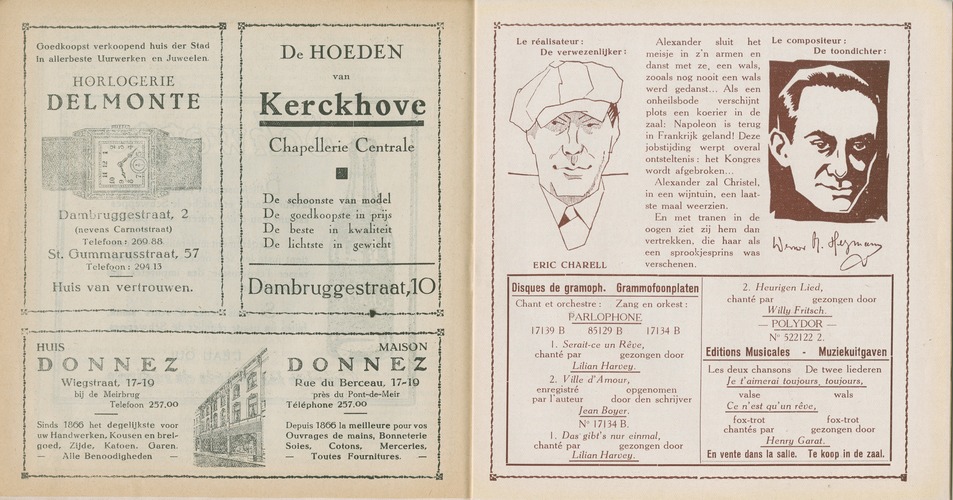 Goedkoopst verkoopend huis der Stad
in allerbeste Uurwerken en Juweelen.
HORLOGERIE
DELMONTE
Dambruggestraat, 2
(nevens Carnotstraat)
Telefoon: 269.88.
St. Gummarusstraat, 57
Telefoon: 294 13
Huis van vertrouwen.
De HOEDEN
van
Kerckhove
Chapellerie Centrale
De schoonste van model
De goedkoopste in prijs
De beste in kwaliteit
De lichtste in gewicht
Dambruggestraat, 10
HUIS
DONNEZ
Wiegstraat, 17-19
bij de Meirbrug
Telefoon 257.00
Sinds 1866 het degelijkste voor
uw Handwerken, Kousen en brei-
goed, Zijde, Katoen, Garen.
— Alle Benoodigheden —
MAISON
DONNEZ
Rue du Berceau, 17-19
près du Pont-de-Meir
Téléphone 257.00
Depuis 1866 la meilleure pour vos
Ouvrages de mains, Bonneterie
Soies, Cotons, Merceries,
— Toutes Fournitures. —
Le réalisateur :
De verwezenlijker :
ERIC CHARELL
Alexander sluit het
meisje in z'n armen en
danst met ze, een wals,
zooals nog nooit een wals
werd gedanst... Als een
onheilsbode verschijnt
plots een koerier in de
zaal: Napoleon is terug
in Frankrijk geland! Deze
jobstijding werpt overal
ontsteltenis : het Kongres
wordt afgebroken...
Alexander zal Christel,
in een wijntuin, een laat-
ste maal weerzien.
En met tranen in de
oogen ziet zij hem dan
vertrekken, die haar als
een sprookjesprins was
verschenen.
Le compositeur :
De toondichter :
Werner R. Heymann
Disques de gramoph. Grammofoonplaten
Chant et orchestre : Zang en orkest :
PARLOPHONE
17139 B 85129 B 17134 B
1. Serait-ce un Rêve,
chanté par gezongen door
Lilian Harvey.
2. Ville d'Amour,
enregistré opgenomen
par l'auteur door den schrijver
Jean Boyer.
N° 17134 B.
1. Das gibt's nur einmal,
chanté par gezongen door
Lilian Harvey.
2. Heurigen Lied,
chanté par gezongen door
Willy Fritsch.
— POLYDOR —
N° 522122 2.
Editions Musicales - Muziekuitgaven
Les deux chansons De twee liederen
Je t'aimerai toujours, toujours,
valse wals
Ce n'est qu'un rêve,
fox-trot fox-trot
chantés par gezongen door
Henry Garat.
En vente dans la salle. Te koop in de zaal.